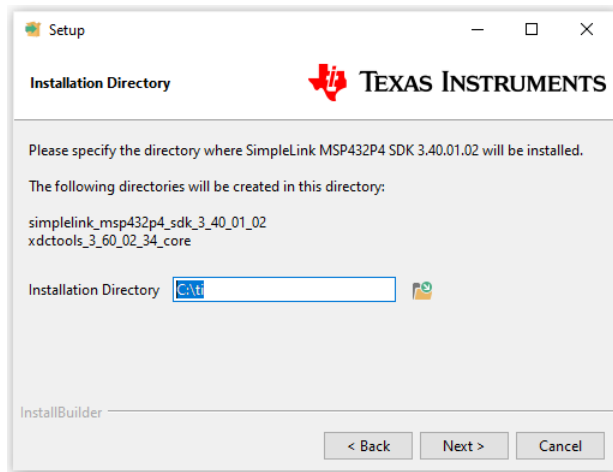 Setup
Installation Directory
TEXAS INSTRUMENTS
Please specify the directory where SimpleLink MSP432P4 SDK 3.40.01.02 will be installed.
The following directories will be created in this directory:
simplelink_msp432p4_sdk_3_40_01_02
xdctools_3_60_02_34_core
Installation Directory C:\ti
InstallBuilder
< Back Next > Cancel